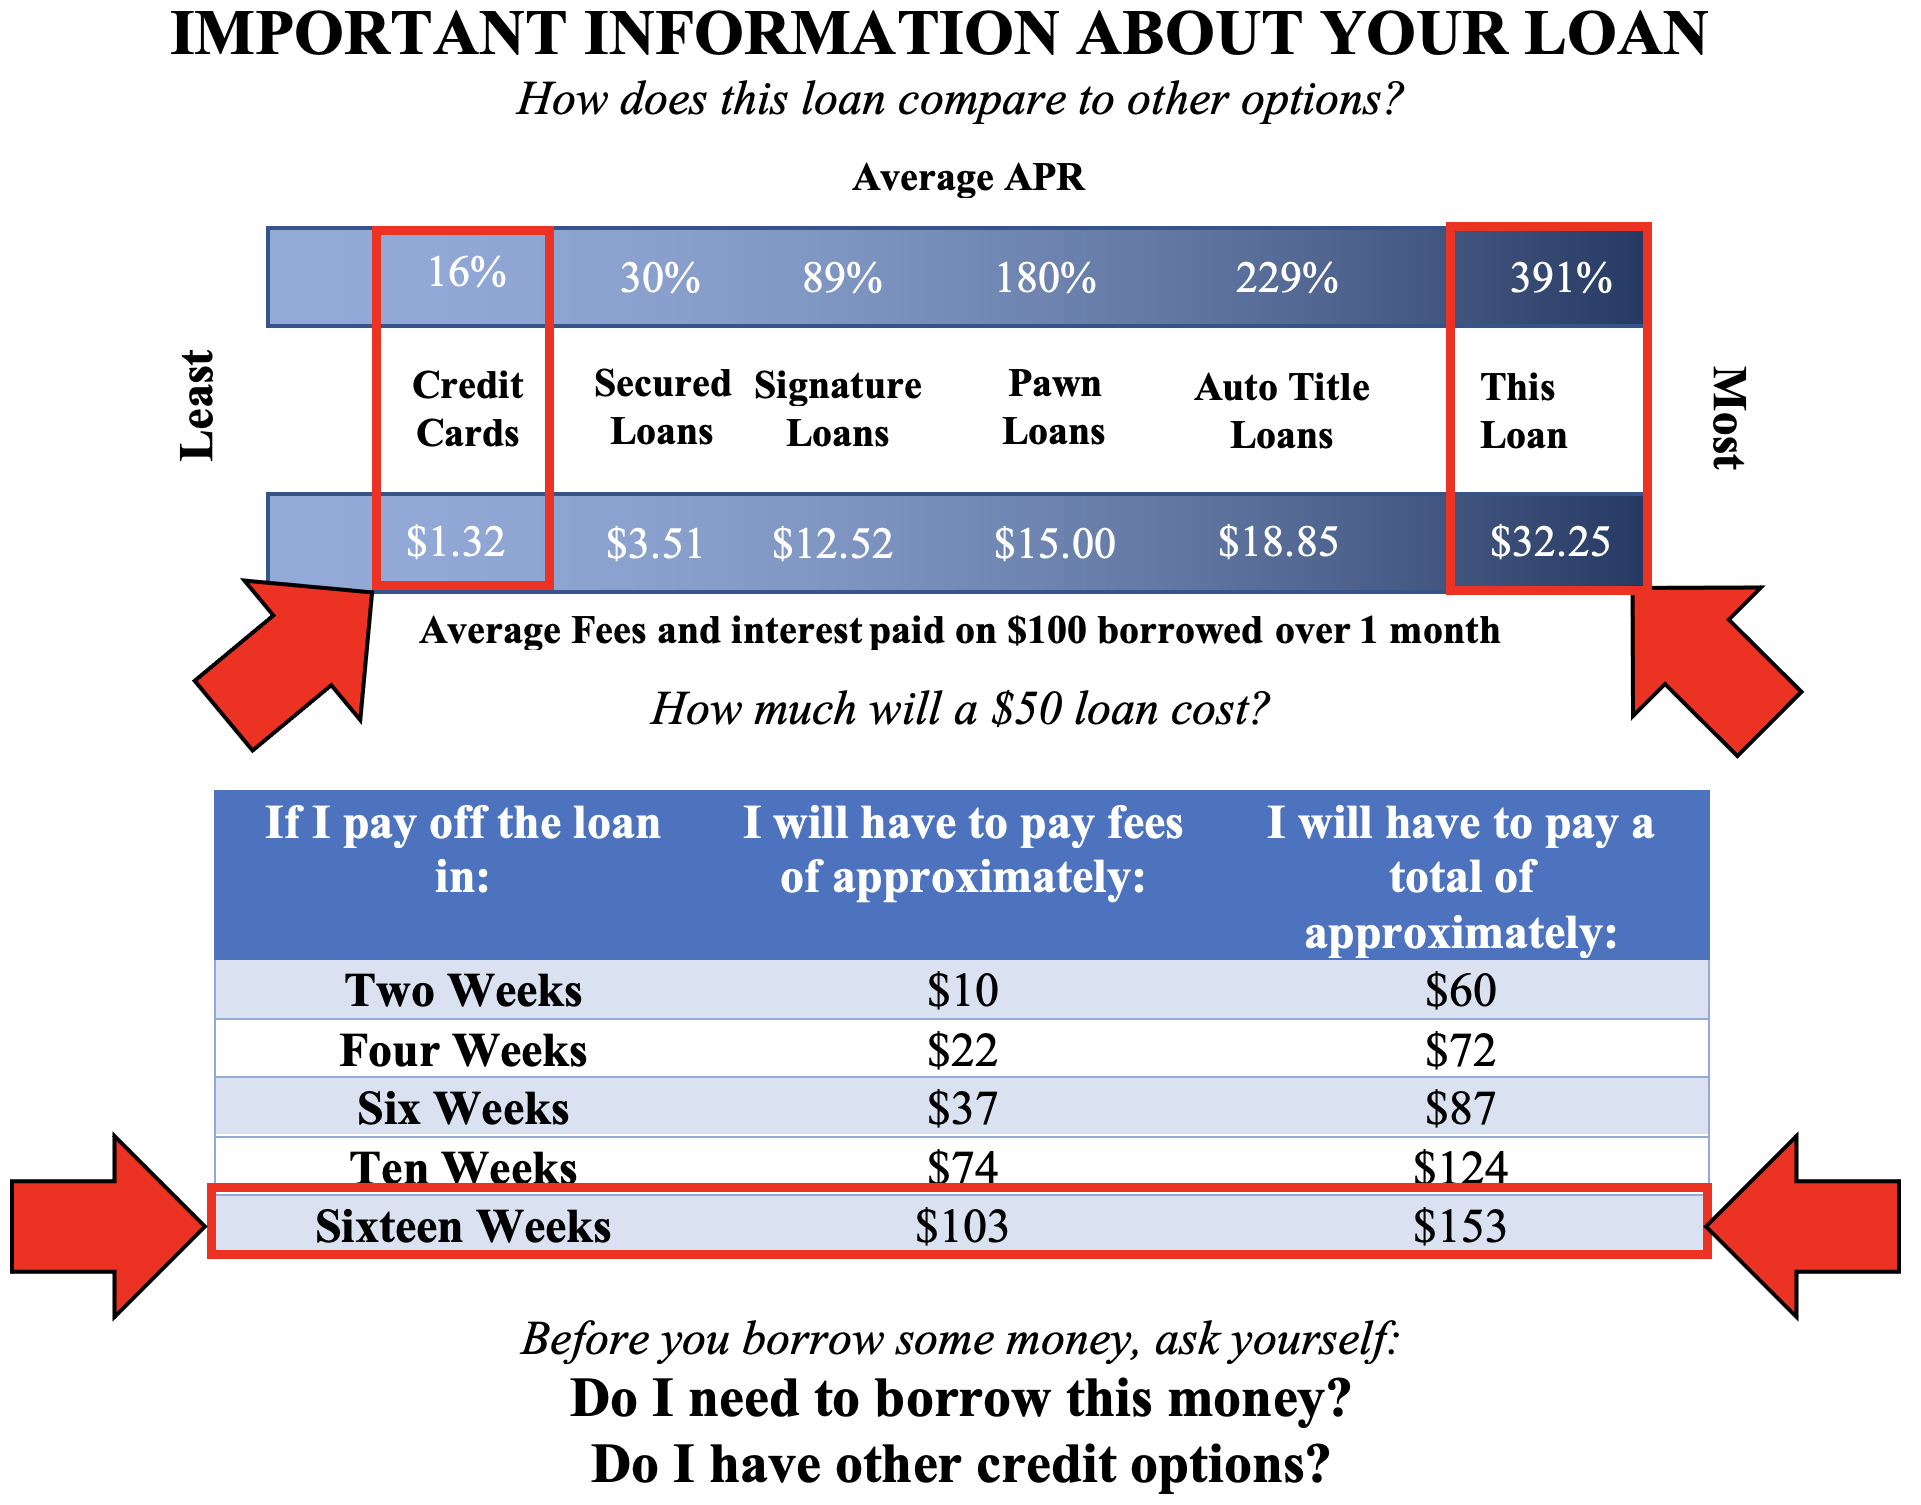 IMPORTANT INFORMATION ABOUT YOUR LOAN
How does this loan compare to other options?
Average APR
16% 30% 89% 180% 229% 391%
Least
Credit Cards
Secured Loans
Signature Loans
Pawn Loans
Auto Title Loans
This Loan
Most
$1.32 $3.51 $12.52 $15.00 $18.85 $32.25
Average Fees and interest paid on $100 borrowed over 1 month
How much will a $50 loan cost?
If I pay off the loan in:
I will have to pay fees of approximately:
I will have to pay a total of approximately:
Two Weeks $10 $60
Four Weeks $22 $72
Six Weeks $37 $87
Ten Weeks $74 $124
Sixteen Weeks $103 $153
Before you borrow some money, ask yourself:
Do I need to borrow this money?
Do I have other credit options?